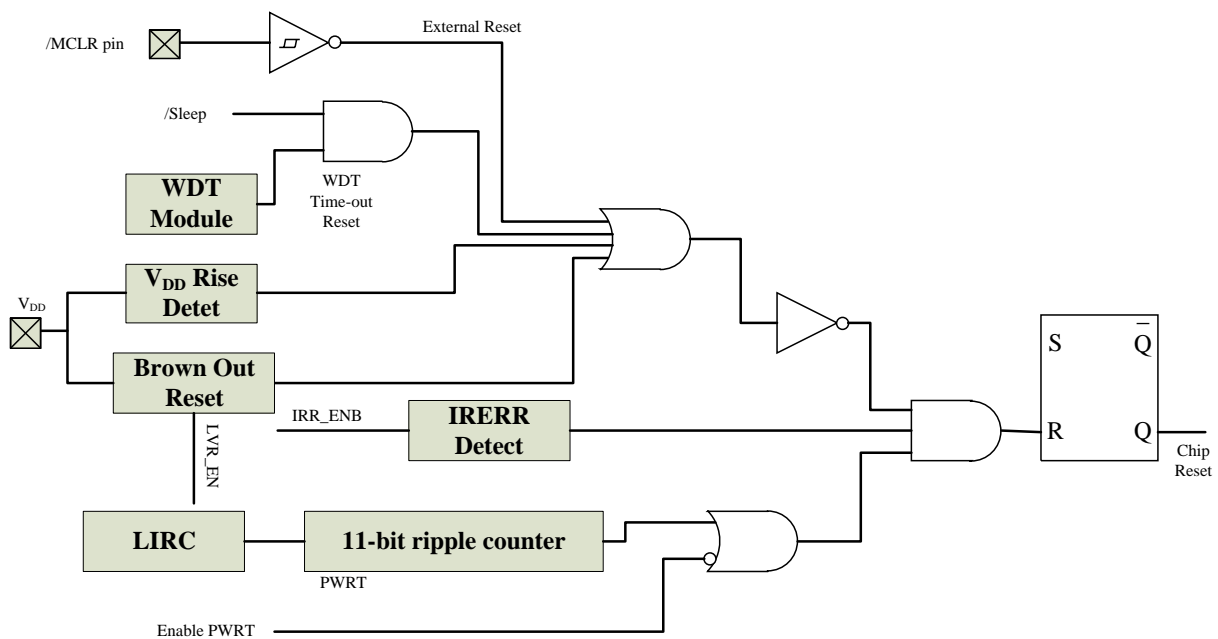 /MCLR pin
External Reset
/Sleep
WDT
Time-out
Reset
WDT
Module
VDD Rise
Detet
VDD
Brown Out
Reset
LVR_EN
IRR_ENB
IRERR
Detect
S
Q̅
R
Q
Chip
Reset
LIRC
11-bit ripple counter
PWRT
Enable PWRT